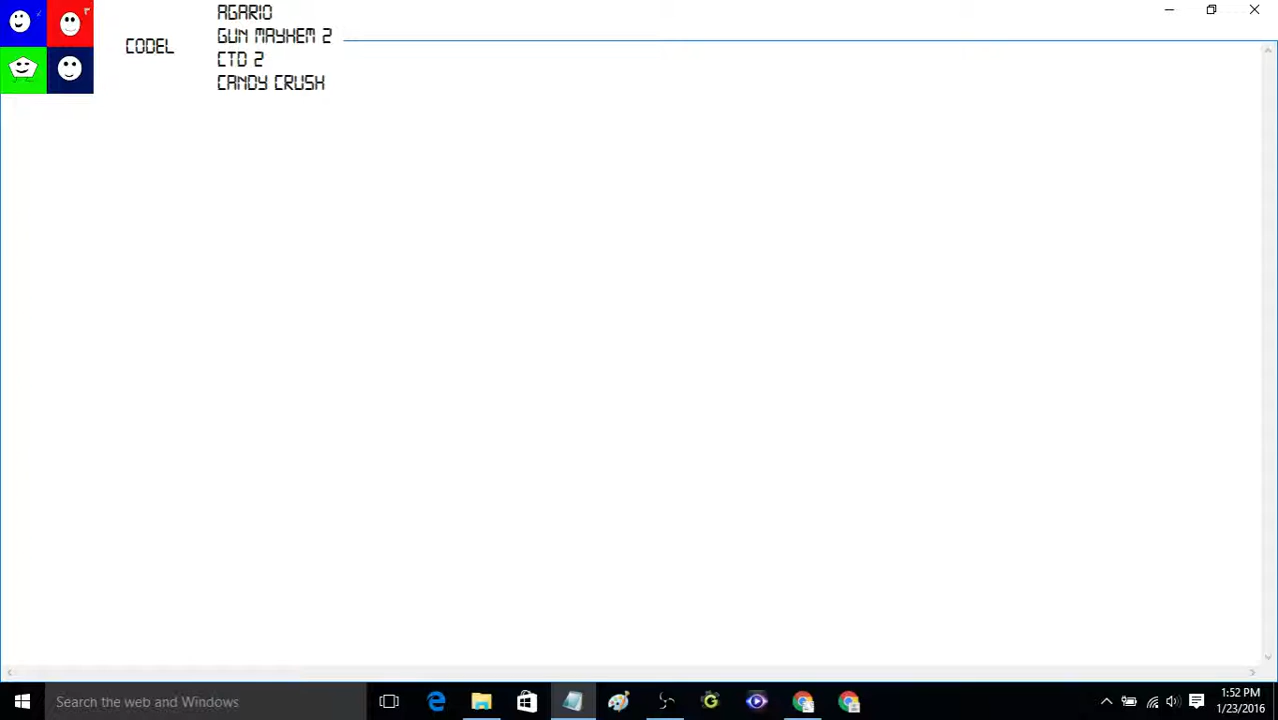 AGARIO
GUN MAYHEM 2
CODEL
CTD 2
CANDY CRUSH
Search the web and Windows
1:52 PM
1/23/2016